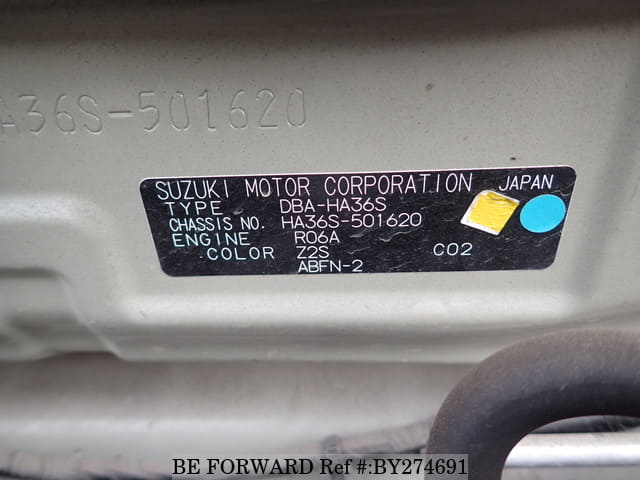 A36S-501620
SUZUKI MOTOR CORPORATION JAPAN
TYPE DBA-HA36S
CHASSIS NO. HA36S-501620
ENGINE R06A
COLOR Z2S CO2
ABFN-2
BE FORWARD Ref #:BY274691